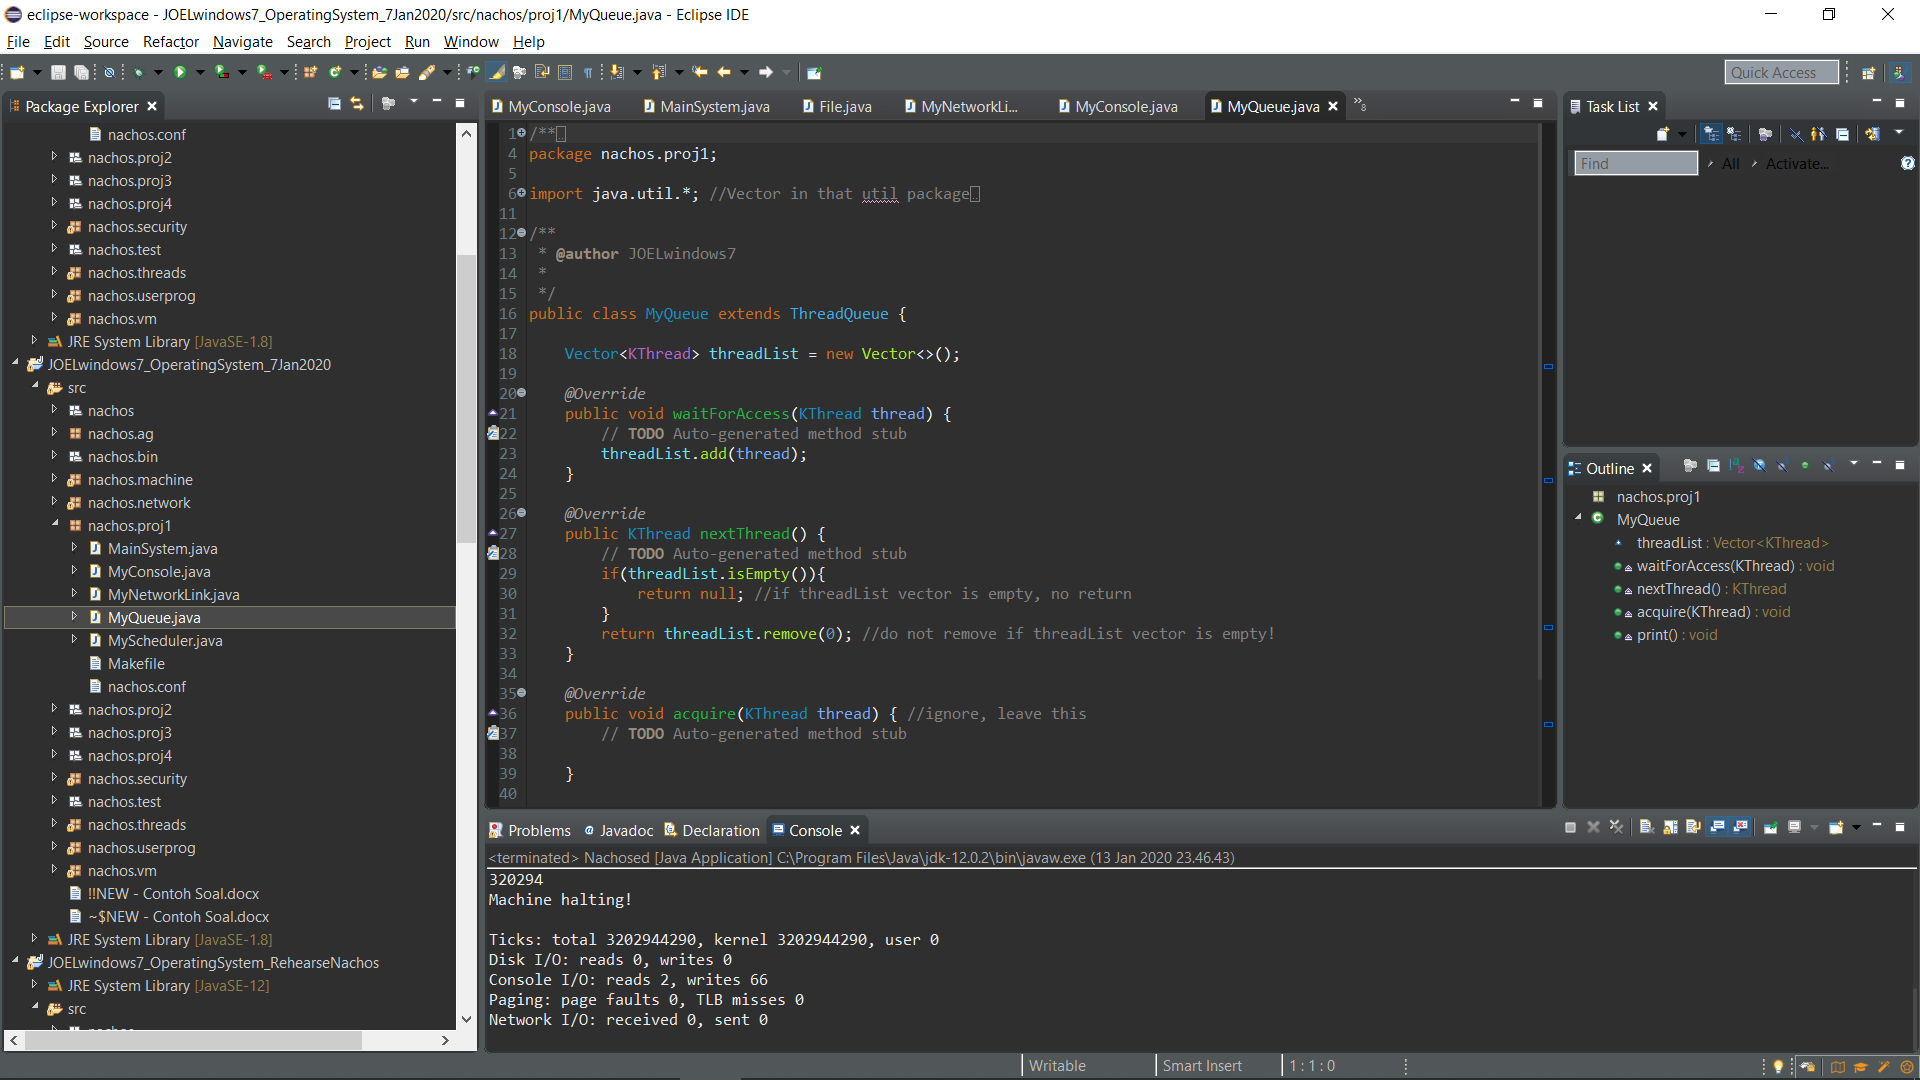 eclipse-workspace - JOELwindows7_OperatingSystem_7Jan2020/src/nachos/proj1/MyQueue.java - Eclipse IDE
File Edit Source Refactor Navigate Search Project Run Window Help
Quick Access
Package Explorer
nachos.conf
nachos.proj2
nachos.proj3
nachos.proj4
nachos.security
nachos.test
nachos.threads
nachos.userprog
nachos.vm
JRE System Library [JavaSE-1.8]
JOELwindows7_OperatingSystem_7Jan2020
src
nachos
nachos.ag
nachos.bin
nachos.machine
nachos.network
nachos.proj1
MainSystem.java
MyConsole.java
MyNetworkLink.java
MyQueue.java
MyScheduler.java
Makefile
nachos.conf
nachos.proj2
nachos.proj3
nachos.proj4
nachos.security
nachos.test
nachos.threads
nachos.userprog
nachos.vm
!!NEW - Contoh Soal.docx
~$NEW - Contoh Soal.docx
JRE System Library [JavaSE-1.8]
JOELwindows7_OperatingSystem_RehearseNachos
JRE System Library [JavaSE-12]
src
MyConsole.java MainSystem.java File.java MyNetworkLi... MyConsole.java MyQueue.java »8
1 /**
4 package nachos.proj1;
5
6 import java.util.*; //Vector in that util package
11
12 /**
13 * @author JOELwindows7
14 *
15 */
16 public class MyQueue extends ThreadQueue {
17
18 Vector<KThread> threadList = new Vector<>();
19
20 @Override
21 public void waitForAccess(KThread thread) {
22 // TODO Auto-generated method stub
23 threadList.add(thread);
24 }
25
26 @Override
27 public KThread nextThread() {
28 // TODO Auto-generated method stub
29 if(threadList.isEmpty()){
30 return null; //if threadList vector is empty, no return
31 }
32 return threadList.remove(0); //do not remove if threadList vector is empty!
33 }
34
35 @Override
36 public void acquire(KThread thread) { //ignore, leave this
37 // TODO Auto-generated method stub
38
39 }
40
Task List
Find All Activate...
Outline
nachos.proj1
MyQueue
threadList : Vector<KThread>
waitForAccess(KThread) : void
nextThread() : KThread
acquire(KThread) : void
print() : void
Problems Javadoc Declaration Console
<terminated> Nachosed [Java Application] C:\Program Files\Java\jdk-12.0.2\bin\javaw.exe (13 Jan 2020 23.46.43)
320294
Machine halting!
Ticks: total 3202944290, kernel 3202944290, user 0
Disk I/O: reads 0, writes 0
Console I/O: reads 2, writes 66
Paging: page faults 0, TLB misses 0
Network I/O: received 0, sent 0
Writable Smart Insert 1 : 1 : 0